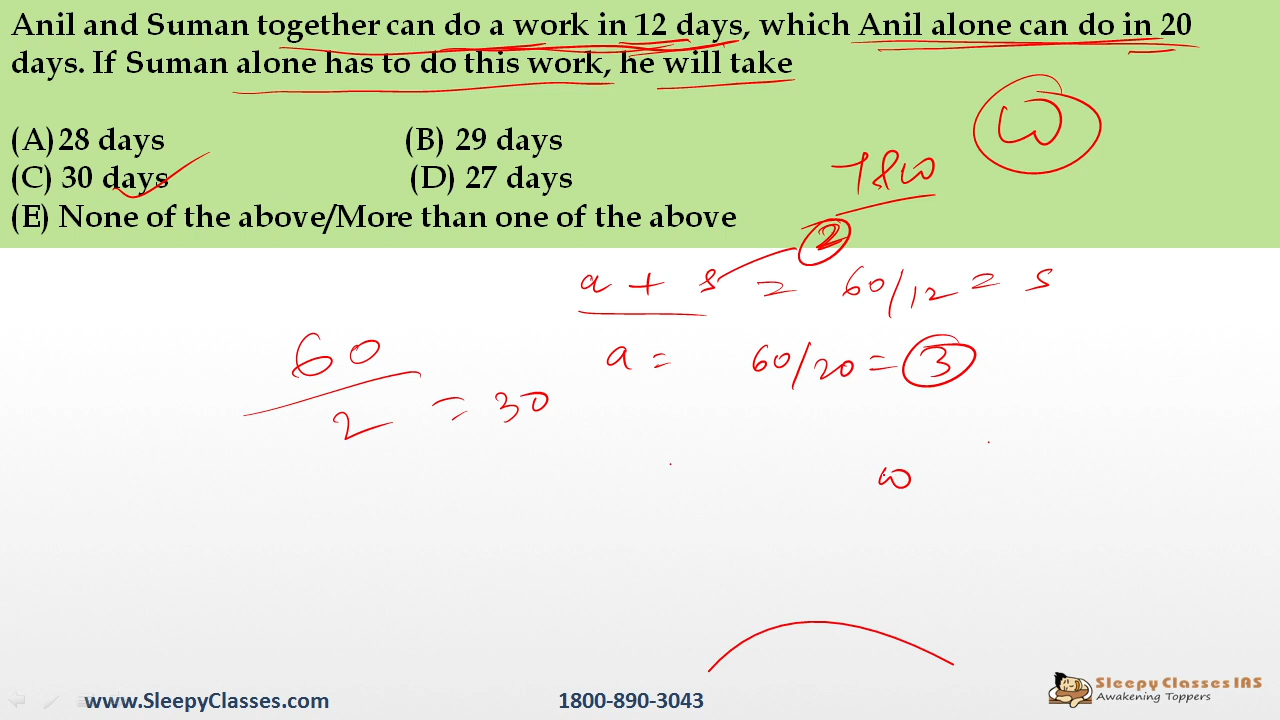 Anil and Suman together can do a work in 12 days, which Anil alone can do in 20
days. If Suman alone has to do this work, he will take
(A) 28 days (B) 29 days
(C) 30 days (D) 27 days
(E) None of the above/More than one of the above
W
T&W
2
a + s = 60/12 = 5
a = 60/20 = 3
60
2 = 30
W
www.SleepyClasses.com 1800-890-3043
Sleepy Classes IAS
Awakening Toppers